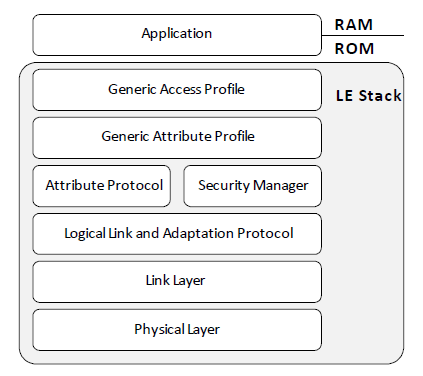 Application
RAM
ROM
Generic Access Profile
LE Stack
Generic Attribute Profile
Attribute Protocol
Security Manager
Logical Link and Adaptation Protocol
Link Layer
Physical Layer